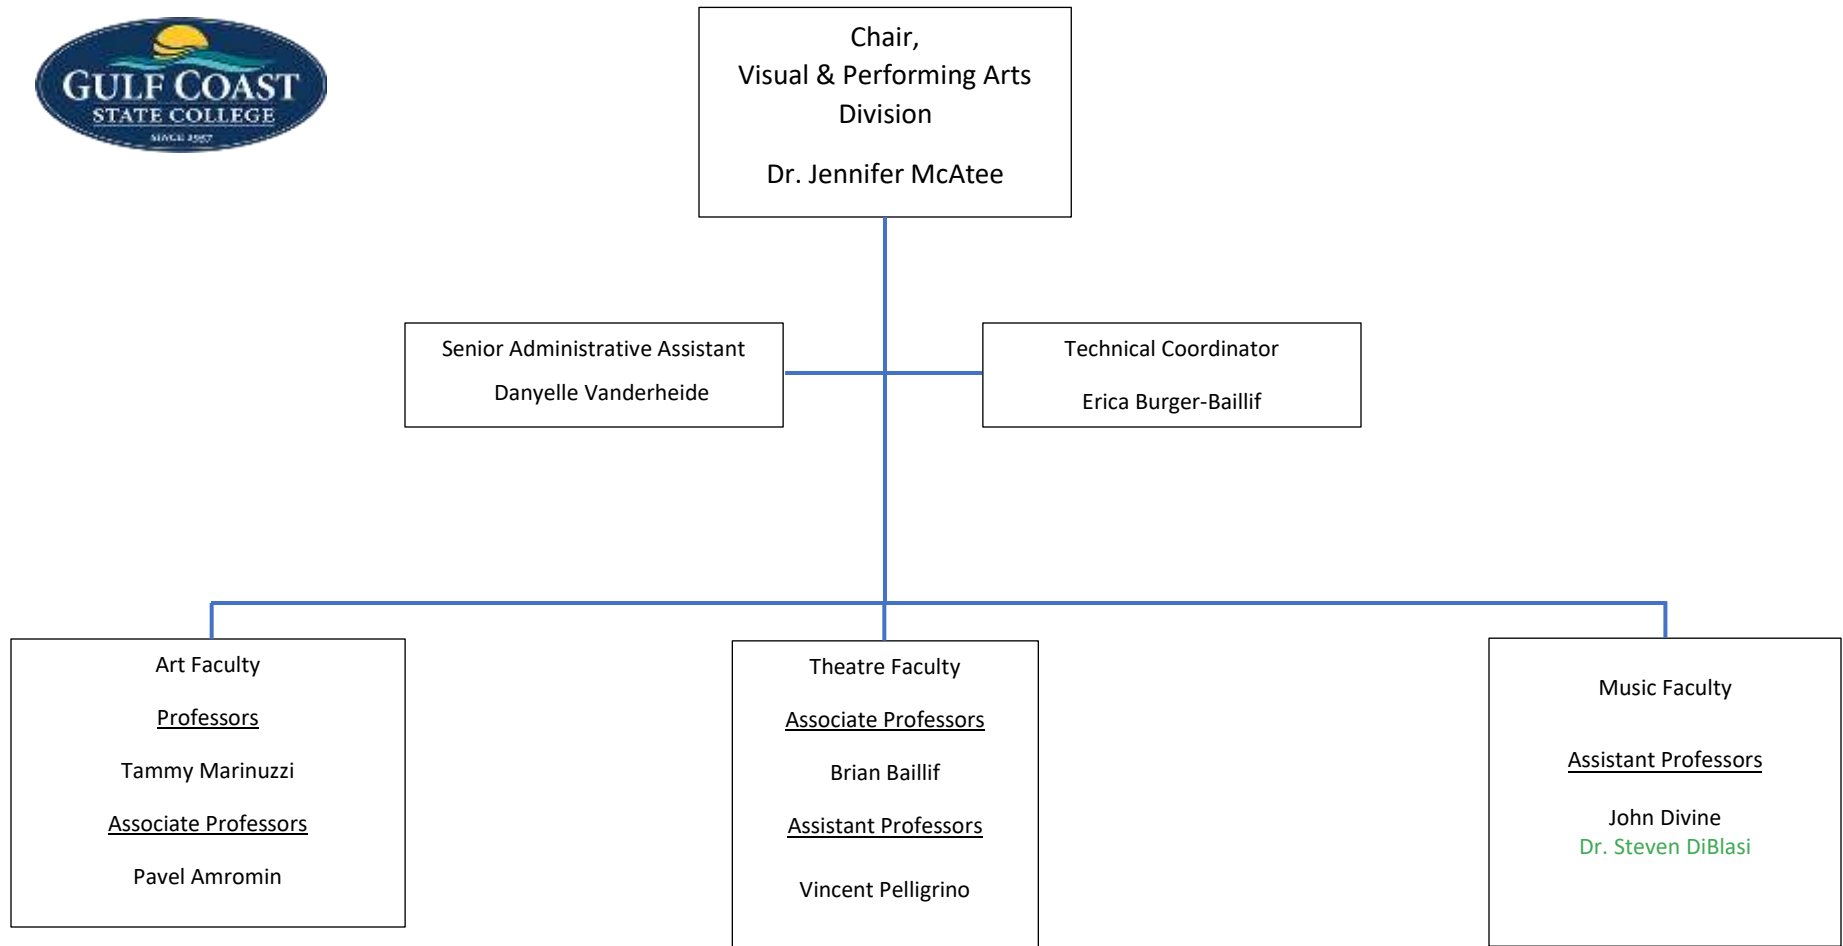 GULF COAST
STATE COLLEGE
SINCE 1957
Chair,
Visual & Performing Arts
Division
Dr. Jennifer McAtee
Senior Administrative Assistant
Danyelle Vanderheide
Technical Coordinator
Erica Burger-Baillif
Art Faculty
Professors
Tammy Marinuzzi
Associate Professors
Pavel Amromin
Theatre Faculty
Associate Professors
Brian Baillif
Assistant Professors
Vincent Pelligrino
Music Faculty
Assistant Professors
John Divine
Dr. Steven DiBlasi